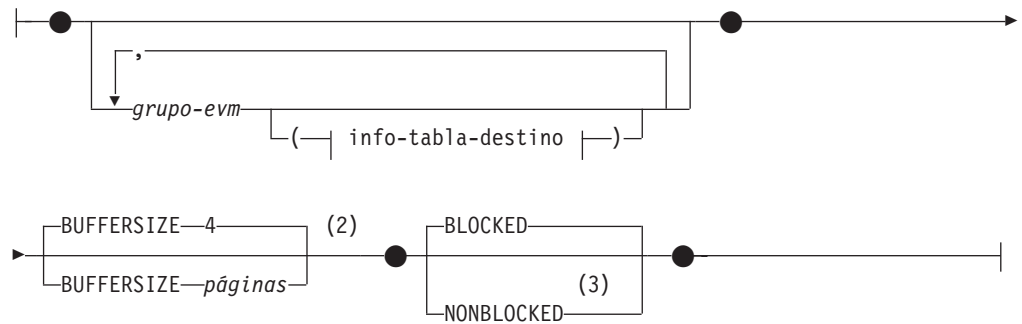 ,
grupo-evm
( info-tabla-destino )
BUFFERSIZE 4 (2) BLOCKED
BUFFERSIZE páginas (3)
NONBLOCKED